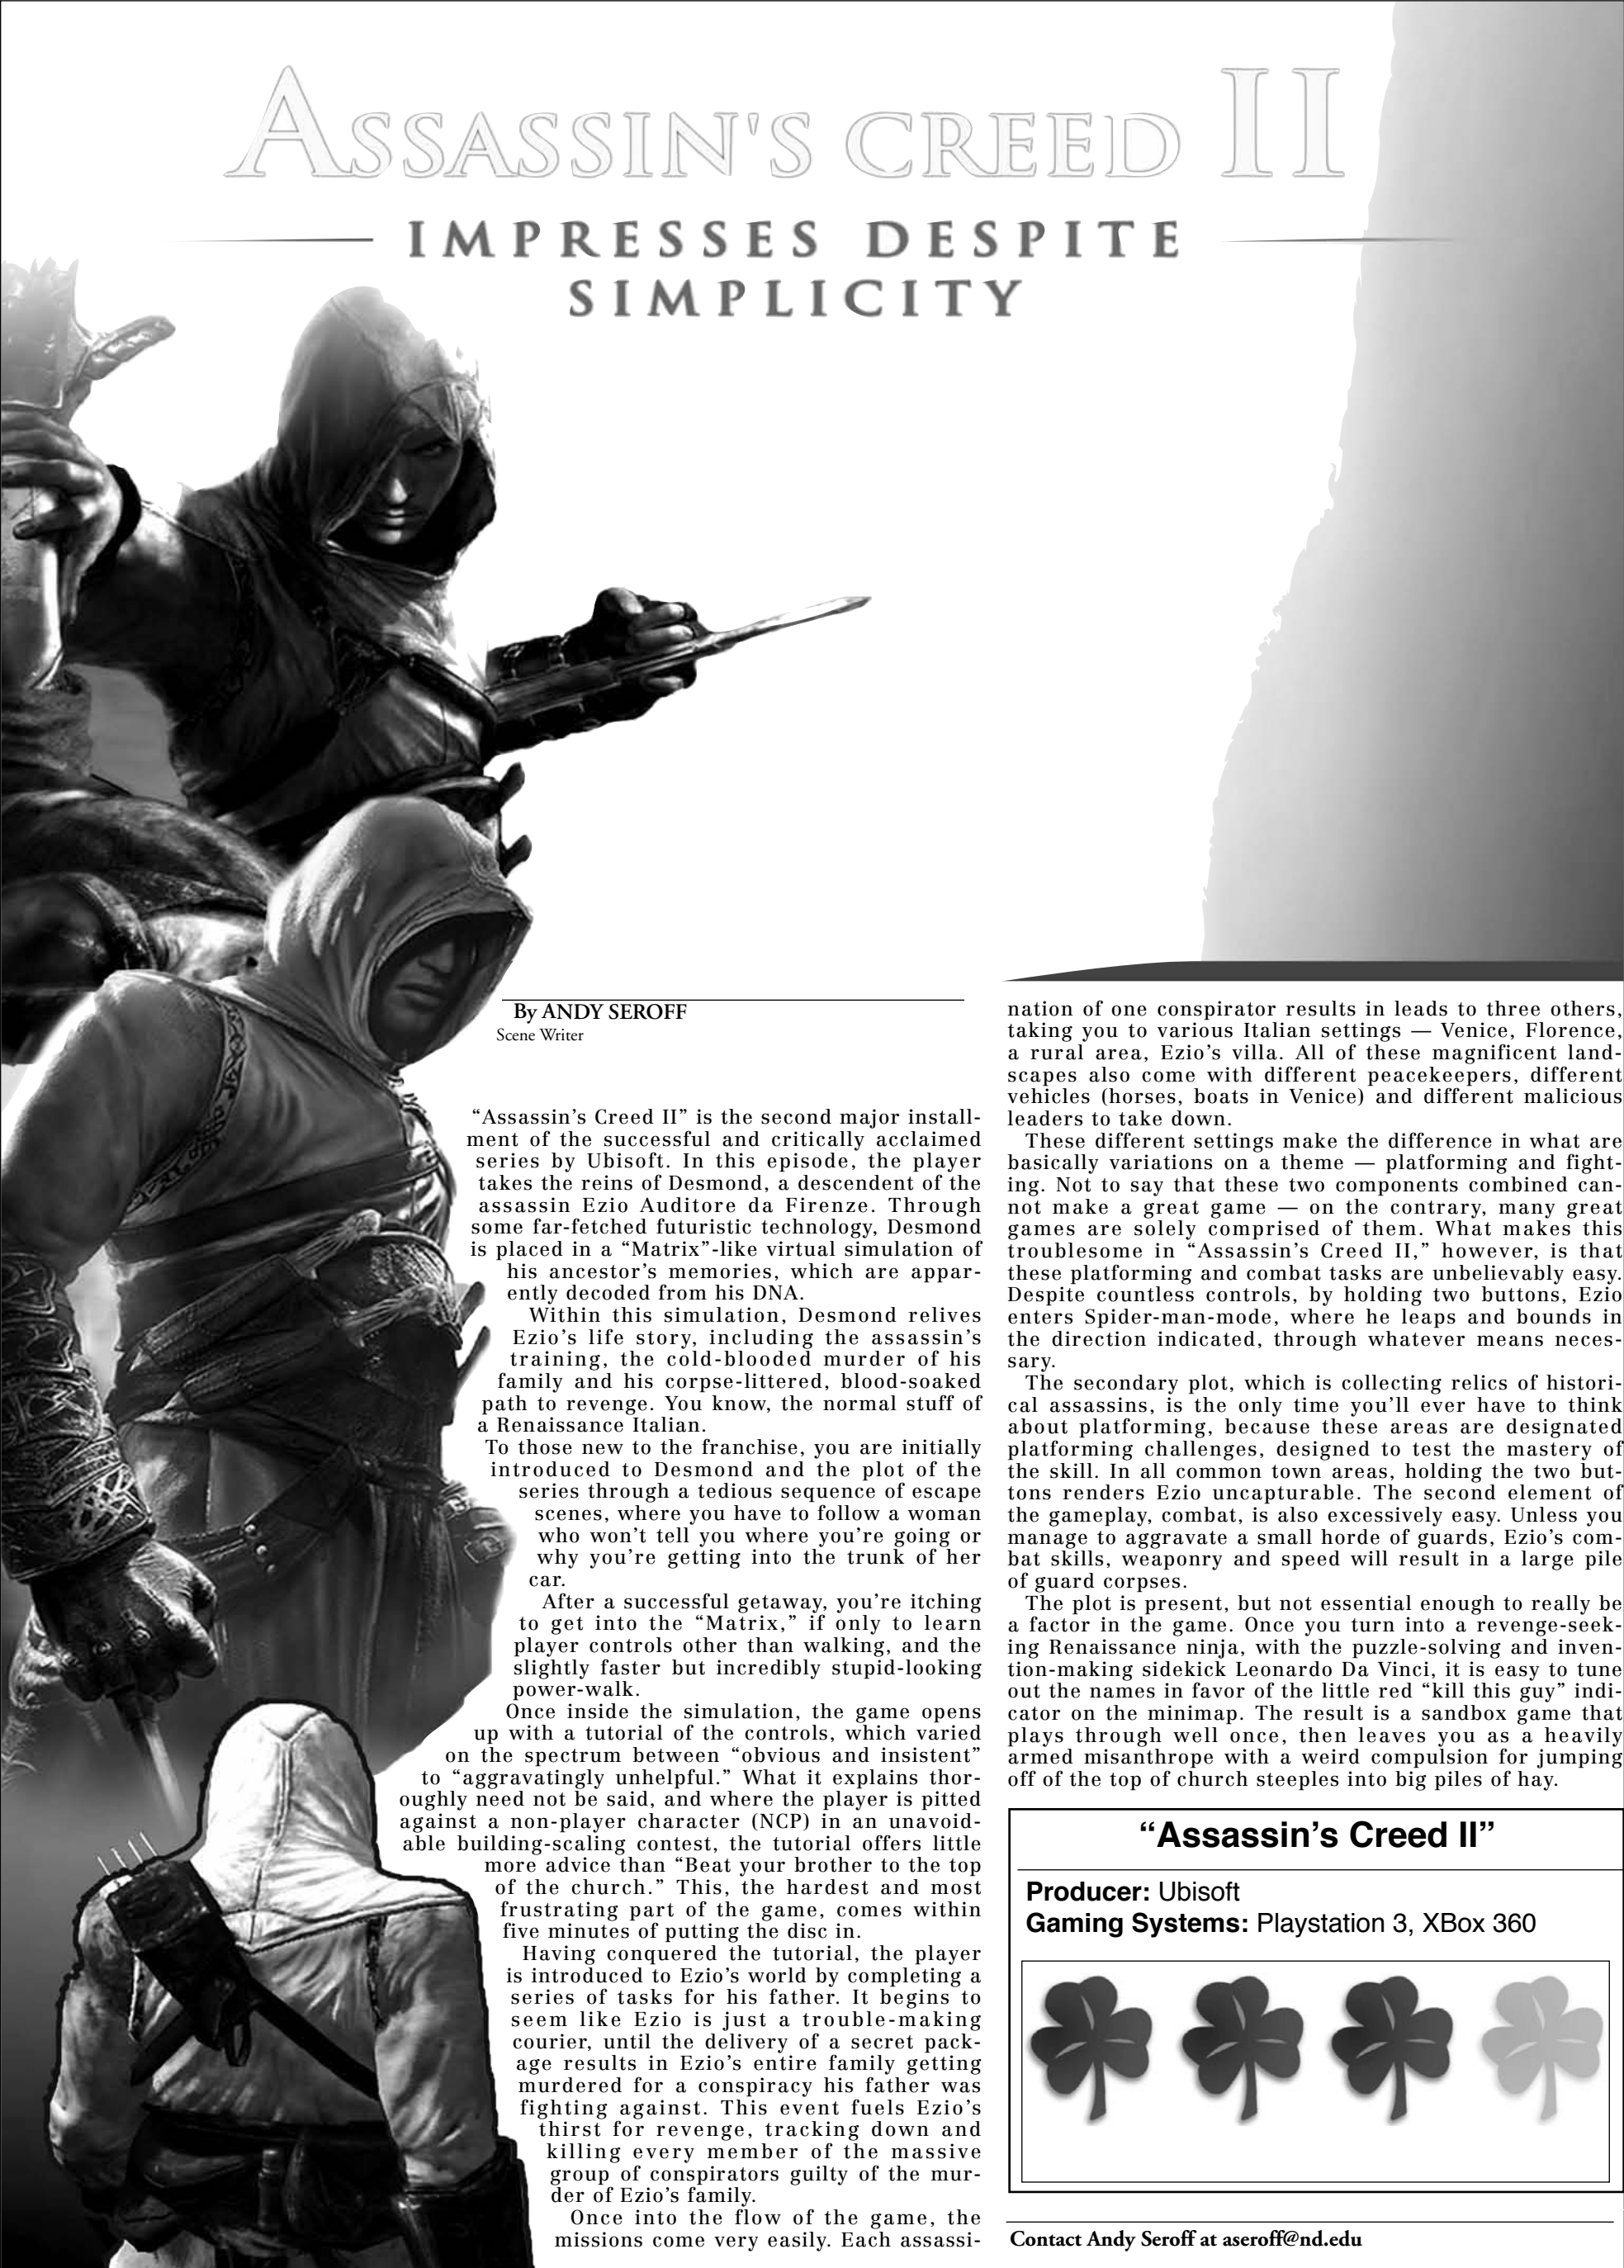 ASSASSIN'S CREED II
IMPRESSES DESPITE
SIMPLICITY
By ANDY SEROFF
Scene Writer
“Assassin’s Creed II” is the second major install-
ment of the successful and critically acclaimed
series by Ubisoft. In this episode, the player
takes the reins of Desmond, a descendent of the
assassin Ezio Auditore da Firenze. Through
some far-fetched futuristic technology, Desmond
is placed in a “Matrix”-like virtual simulation of
his ancestor’s memories, which are appar-
ently decoded from his DNA.
Within this simulation, Desmond relives
Ezio’s life story, including the assassin’s
training, the cold-blooded murder of his
family and his corpse-littered, blood-soaked
path to revenge. You know, the normal stuff of
a Renaissance Italian.
To those new to the franchise, you are initially
introduced to Desmond and the plot of the
series through a tedious sequence of escape
scenes, where you have to follow a woman
who won’t tell you where you’re going or
why you’re getting into the trunk of her
car.
After a successful getaway, you’re itching
to get into the “Matrix,” if only to learn
player controls other than walking, and the
slightly faster but incredibly stupid-looking
power-walk.
Once inside the simulation, the game opens
up with a tutorial of the controls, which varied
on the spectrum between “obvious and insistent”
to “aggravatingly unhelpful.” What it explains thor-
oughly need not be said, and where the player is pitted
against a non-player character (NCP) in an unavoid-
able building-scaling contest, the tutorial offers little
more advice than “Beat your brother to the top
of the church.” This, the hardest and most
frustrating part of the game, comes within
five minutes of putting the disc in.
Having conquered the tutorial, the player
is introduced to Ezio’s world by completing a
series of tasks for his father. It begins to
seem like Ezio is just a trouble-making
courier, until the delivery of a secret pack-
age results in Ezio’s entire family getting
murdered for a conspiracy his father was
fighting against. This event fuels Ezio’s
thirst for revenge, tracking down and
killing every member of the massive
group of conspirators guilty of the mur-
der of Ezio’s family.
Once into the flow of the game, the
missions come very easily. Each assassi-
nation of one conspirator results in leads to three others,
taking you to various Italian settings — Venice, Florence,
a rural area, Ezio’s villa. All of these magnificent land-
scapes also come with different peacekeepers, different
vehicles (horses, boats in Venice) and different malicious
leaders to take down.
These different settings make the difference in what are
basically variations on a theme — platforming and fight-
ing. Not to say that these two components combined can-
not make a great game — on the contrary, many great
games are solely comprised of them. What makes this
troublesome in “Assassin’s Creed II,” however, is that
these platforming and combat tasks are unbelievably easy.
Despite countless controls, by holding two buttons, Ezio
enters Spider-man-mode, where he leaps and bounds in
the direction indicated, through whatever means neces-
sary.
The secondary plot, which is collecting relics of histori-
cal assassins, is the only time you’ll ever have to think
about platforming, because these areas are designated
platforming challenges, designed to test the mastery of
the skill. In all common town areas, holding the two but-
tons renders Ezio uncapturable. The second element of
the gameplay, combat, is also excessively easy. Unless you
manage to aggravate a small horde of guards, Ezio’s com-
bat skills, weaponry and speed will result in a large pile
of guard corpses.
The plot is present, but not essential enough to really be
a factor in the game. Once you turn into a revenge-seek-
ing Renaissance ninja, with the puzzle-solving and inven-
tion-making sidekick Leonardo Da Vinci, it is easy to tune
out the names in favor of the little red “kill this guy” indi-
cator on the minimap. The result is a sandbox game that
plays through well once, then leaves you as a heavily
armed misanthrope with a weird compulsion for jumping
off of the top of church steeples into big piles of hay.
“Assassin’s Creed II”
Producer: Ubisoft
Gaming Systems: Playstation 3, XBox 360
Contact Andy Seroff at aseroff@nd.edu